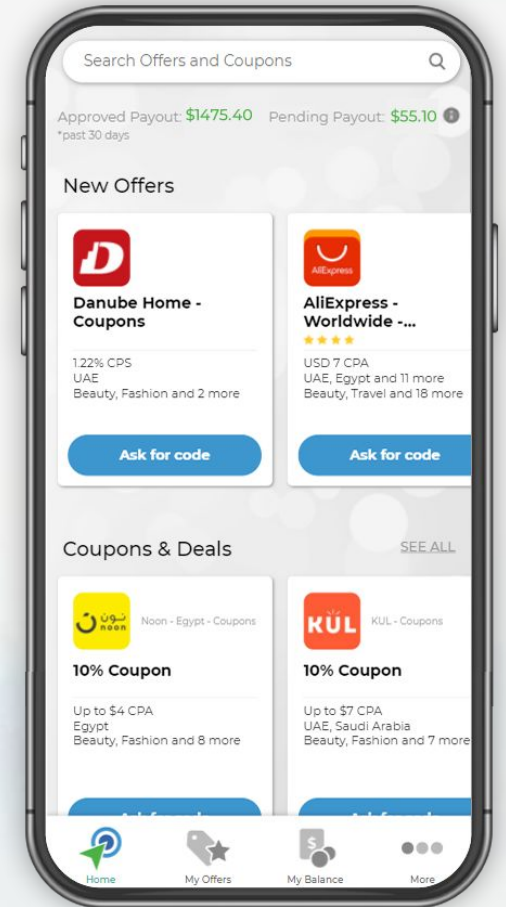 Search Offers and Coupons
Approved Payout: $1475.40 Pending Payout: $55.10
*past 30 days
New Offers
Danube Home -
Coupons
1.22% CPS
UAE
Beauty, Fashion and 2 more
Ask for code
AliExpress
AliExpress -
Worldwide -...
USD 7 CPA
UAE, Egypt and 11 more
Beauty, Travel and 18 more
Ask for code
Coupons & Deals
SEE ALL
نون
noon
Noon - Egypt - Coupons
10% Coupon
Up to $4 CPA
Egypt
Beauty, Fashion and 8 more
KÜL
KUL - Coupons
10% Coupon
Up to $7 CPA
UAE, Saudi Arabia
Beauty, Fashion and 7 more
Home
My Offers
My Balance
More